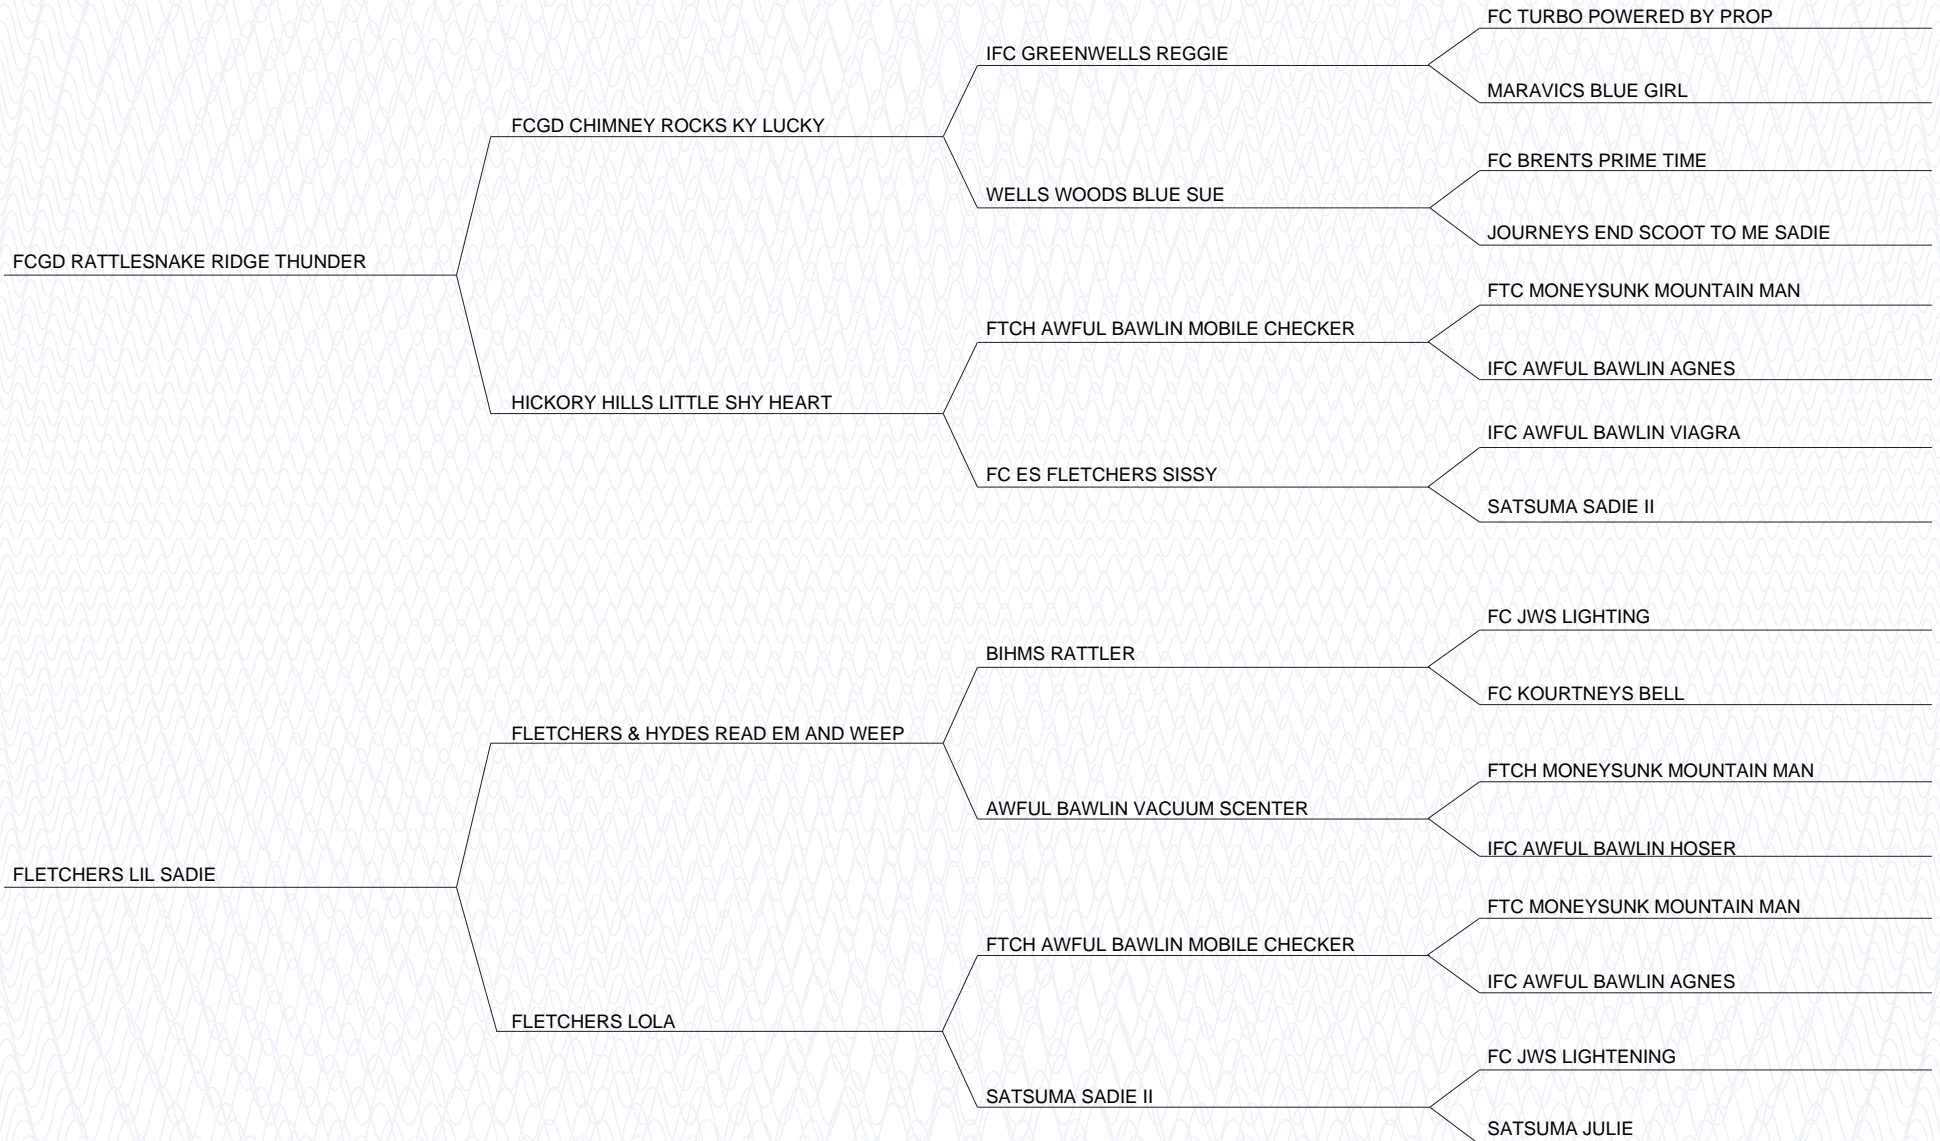 FC TURBO POWERED BY PROP
IFC GREENWELLS REGGIE
MARAVICS BLUE GIRL
FCGD CHIMNEY ROCKS KY LUCKY
FC BRENTS PRIME TIME
WELLS WOODS BLUE SUE
JOURNEYS END SCOOT TO ME SADIE
FCGD RATTLESNAKE RIDGE THUNDER
FTC MONEYSUNK MOUNTAIN MAN
FTCH AWFUL BAWLIN MOBILE CHECKER
IFC AWFUL BAWLIN AGNES
HICKORY HILLS LITTLE SHY HEART
IFC AWFUL BAWLIN VIAGRA
FC ES FLETCHERS SISSY
SATSUMA SADIE II
FC JWS LIGHTING
BIHMS RATTLER
FC KOURTNEYS BELL
FLETCHERS & HYDES READ EM AND WEEP
FTCH MONEYSUNK MOUNTAIN MAN
AWFUL BAWLIN VACUUM SCENTER
IFC AWFUL BAWLIN HOSER
FLETCHERS LIL SADIE
FTC MONEYSUNK MOUNTAIN MAN
FTCH AWFUL BAWLIN MOBILE CHECKER
IFC AWFUL BAWLIN AGNES
FLETCHERS LOLA
FC JWS LIGHTENING
SATSUMA SADIE II
SATSUMA JULIE